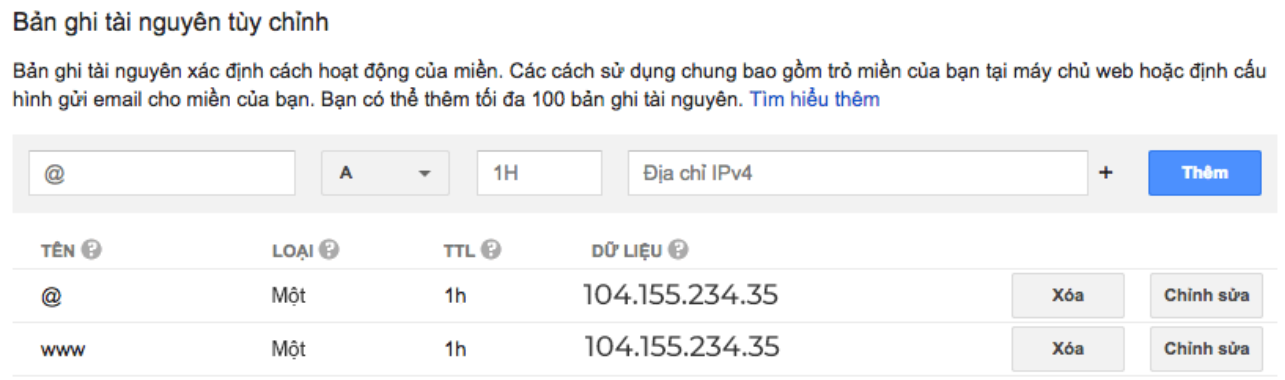 Bản ghi tài nguyên tùy chỉnh
Bản ghi tài nguyên xác định cách hoạt động của miền. Các cách sử dụng chung bao gồm trỏ miền của bạn tại máy chủ web hoặc định cấu
hình gửi email cho miền của bạn. Bạn có thể thêm tối đa 100 bản ghi tài nguyên. Tìm hiểu thêm
@ A 1H Địa chỉ IPv4 + Thêm
TÊN ? LOẠI ? TTL ? DỮ LIỆU ?
@ Một 1h 104.155.234.35 Xóa Chỉnh sửa
www Một 1h 104.155.234.35 Xóa Chỉnh sửa